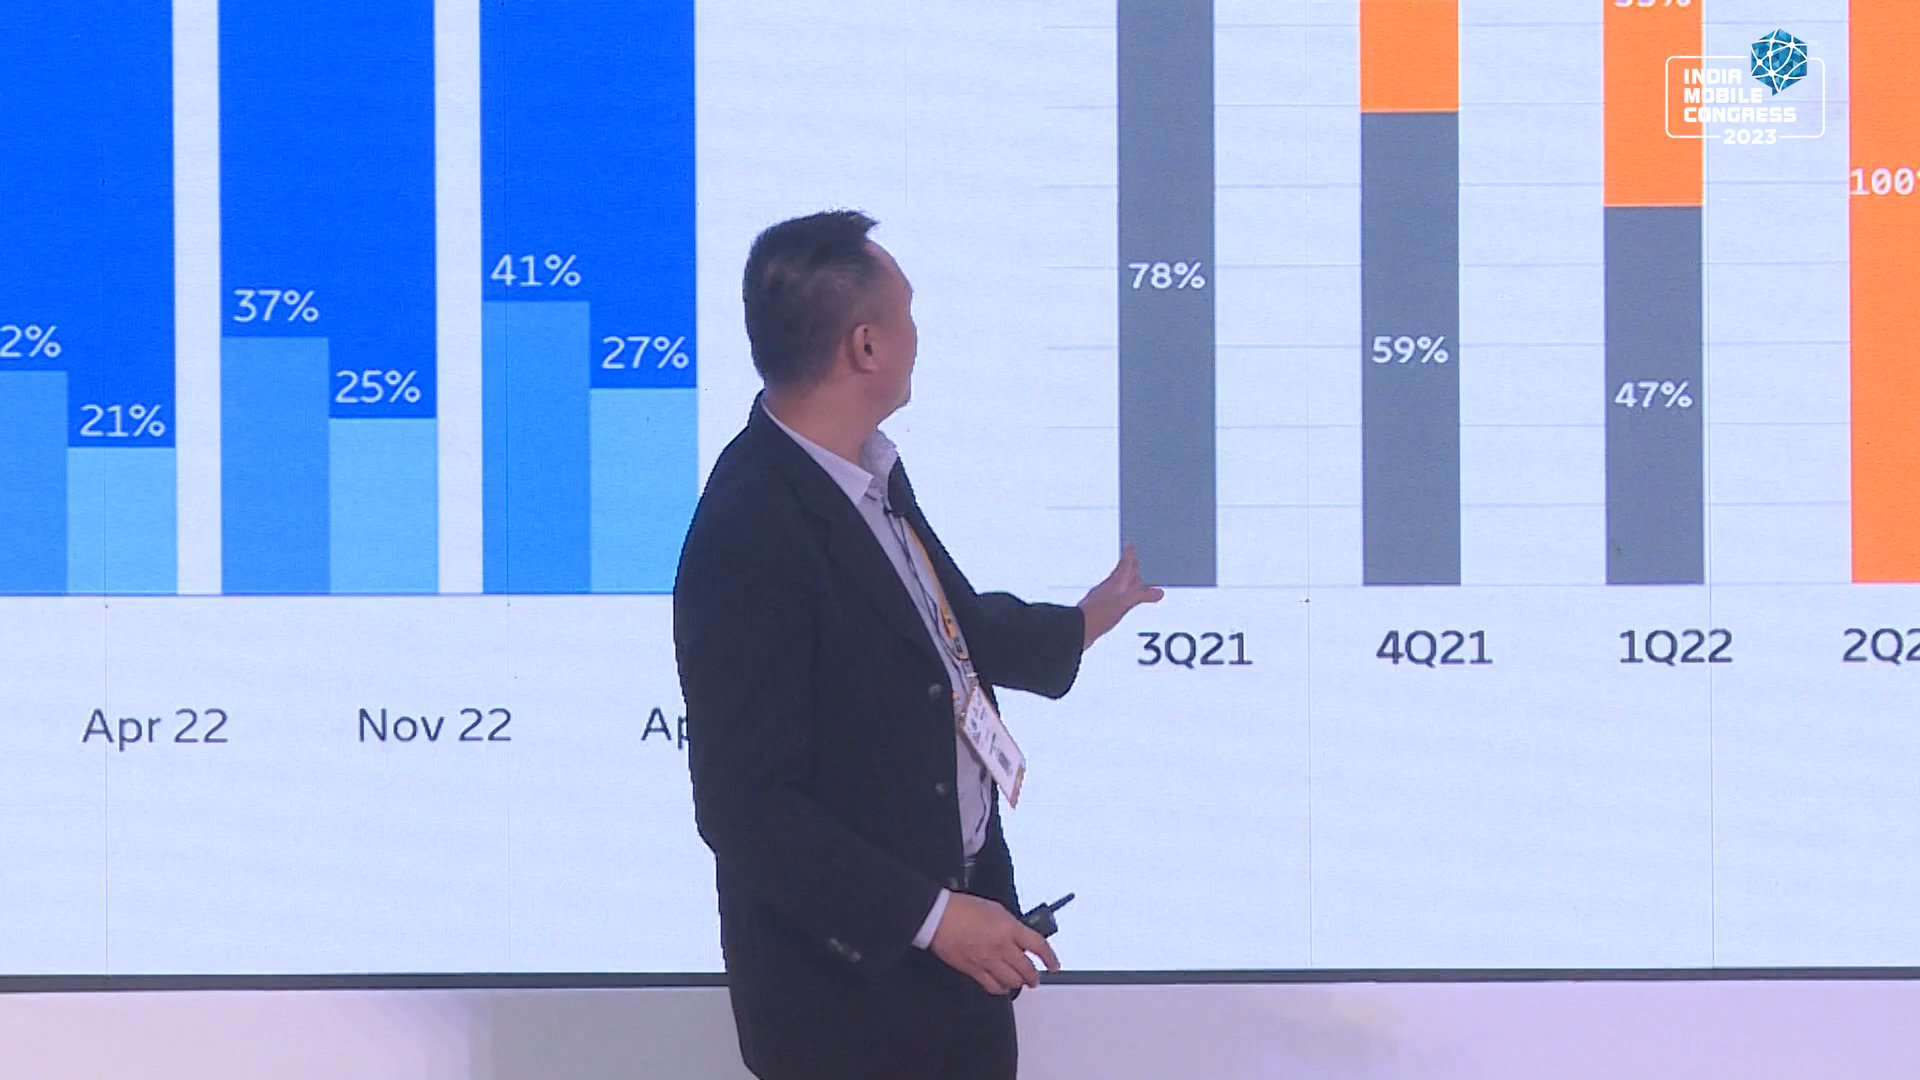 INDIA
MOBILE
CONGRESS
2023
41%
37%
27%
25%
21%
78%
59%
47%
3Q21
4Q21
1Q22
Apr 22
Nov 22